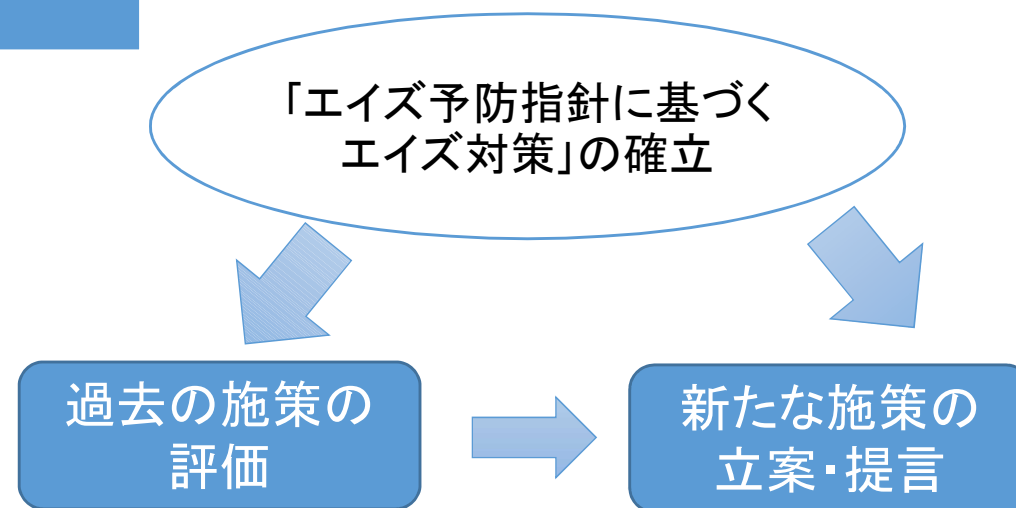 「エイズ予防指針に基づく
エイズ対策」の確立
過去の施策の
評価
新たな施策の
立案・提言